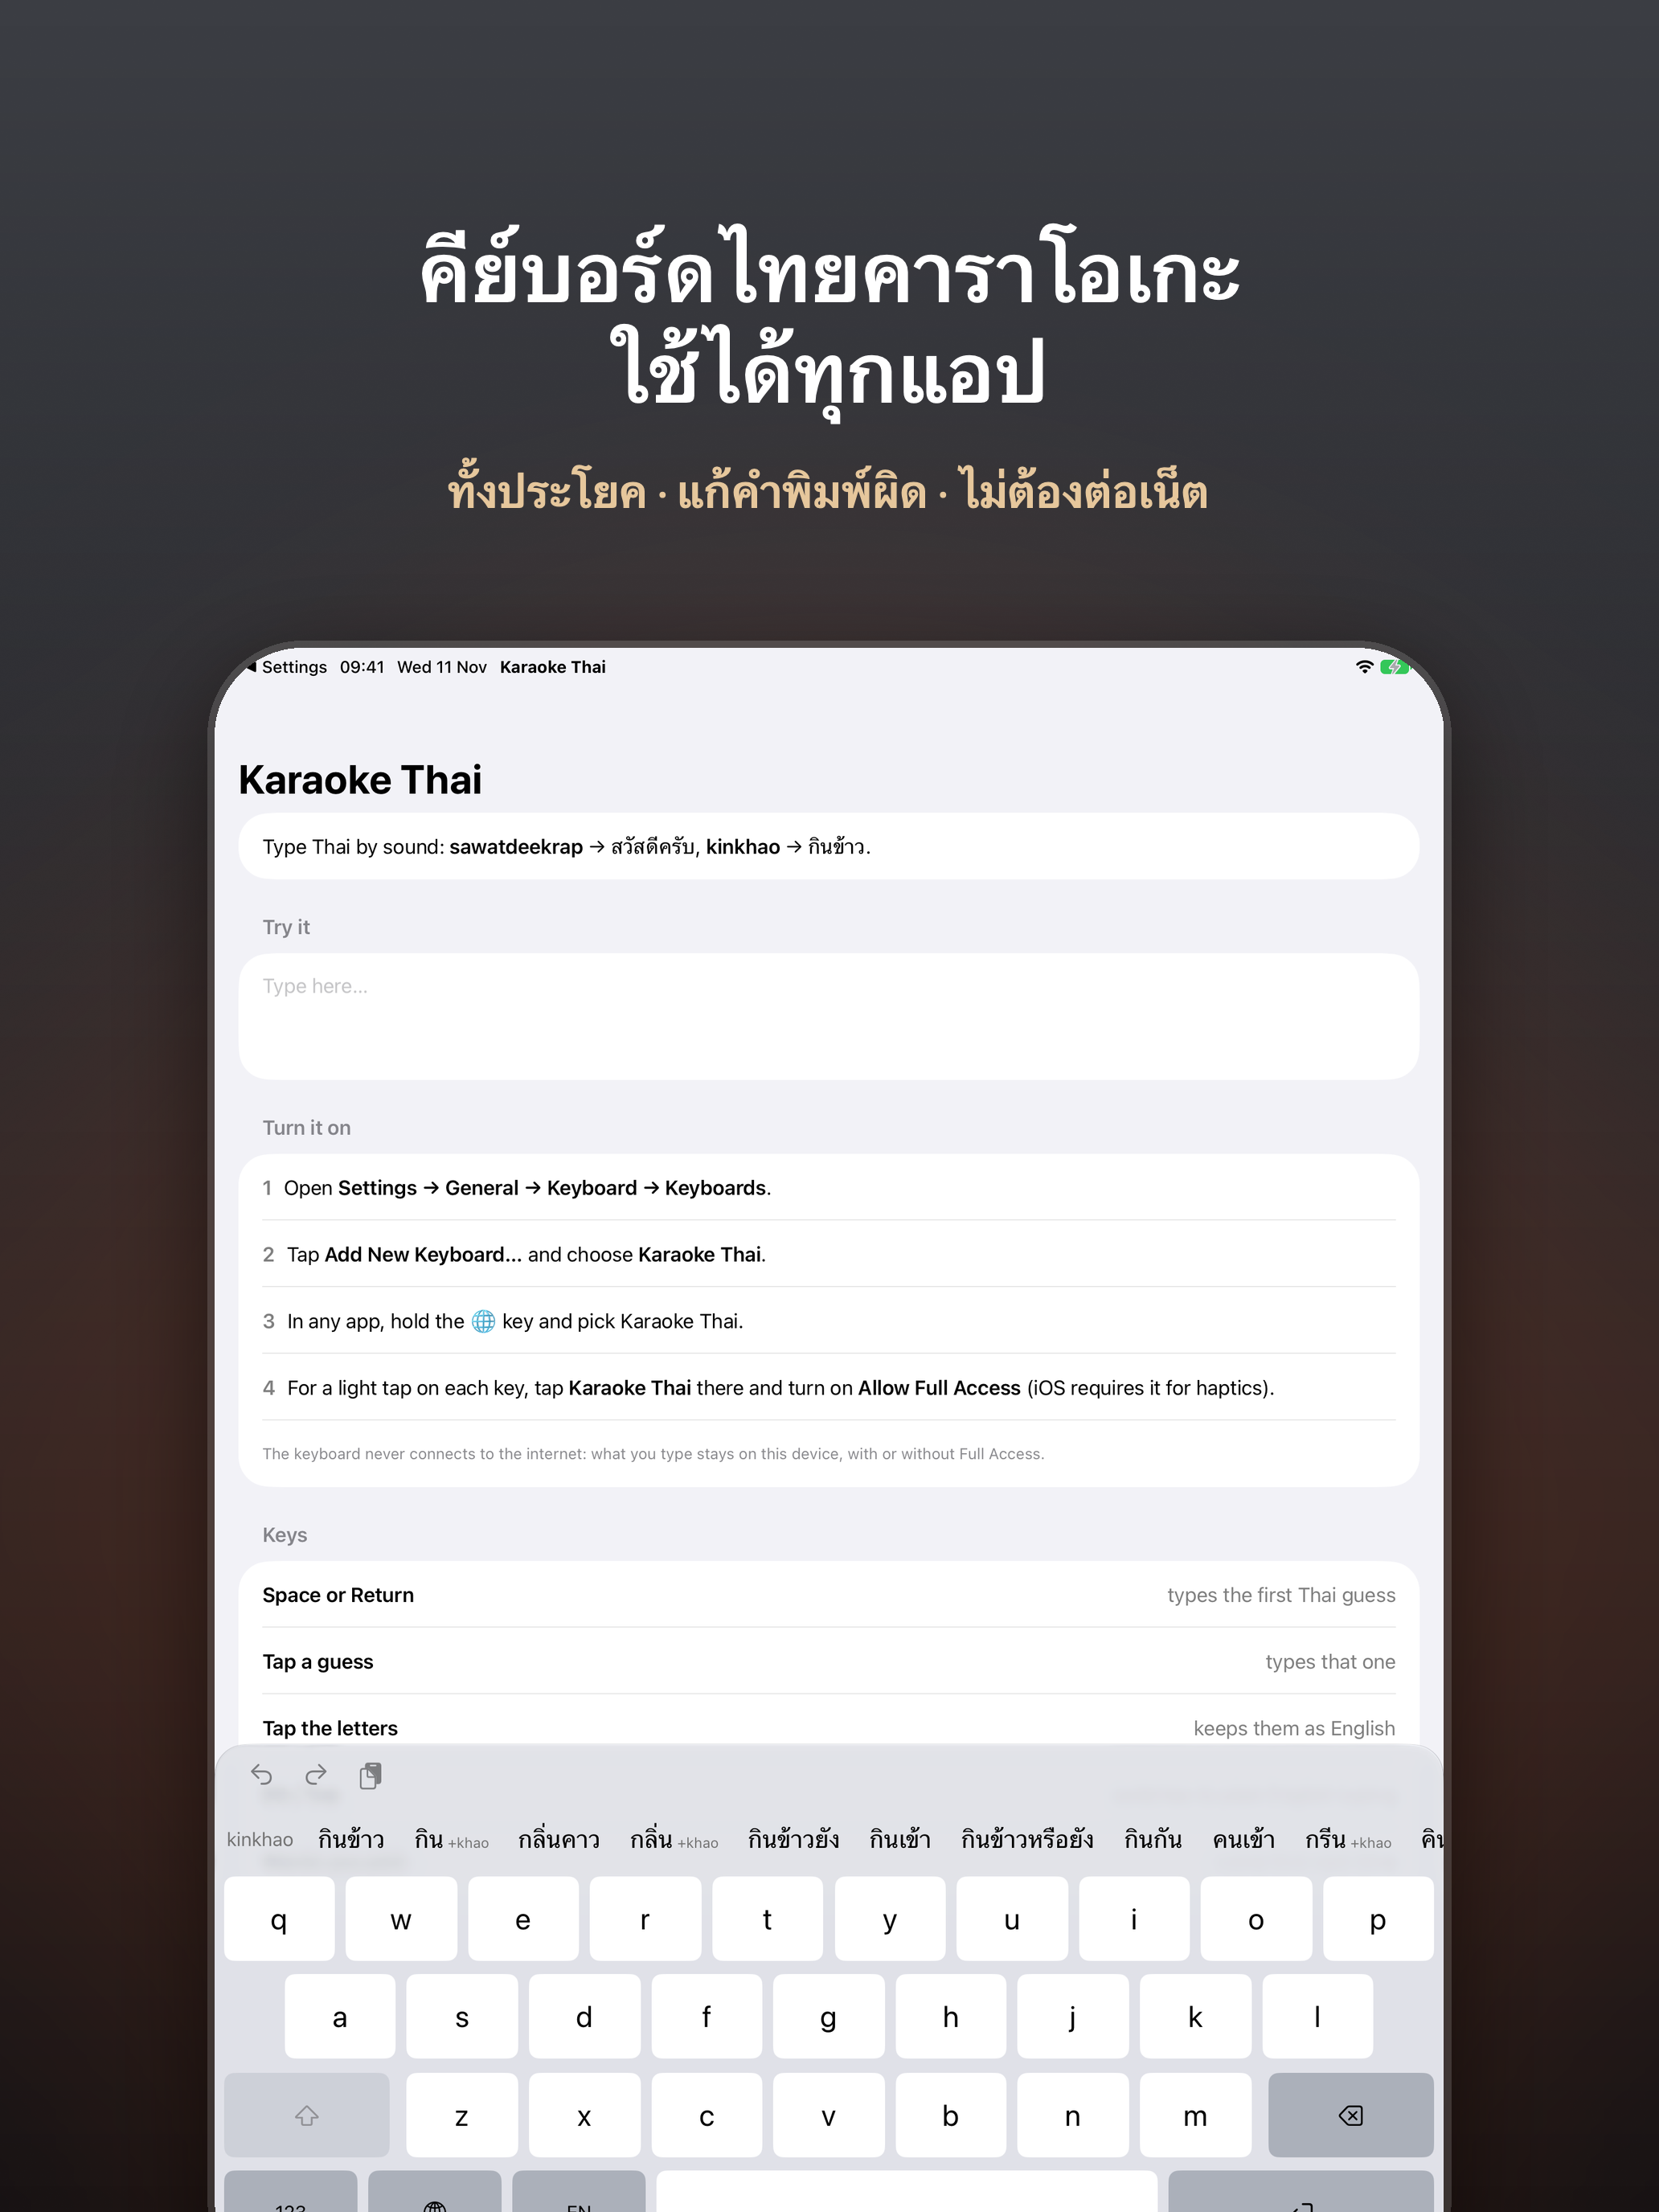 คีย์บอร์ดไทยคาราโอเกะ
ใช้ได้ทุกแอป
ทั้งประโยค · แก้คำพิมพ์ผิด · ไม่ต้องต่อเน็ต
Settings 09:41 Wed 11 Nov Karaoke Thai
Karaoke Thai
Type Thai by sound: sawatdeekrap → สวัสดีครับ, kinkhao → กินข้าว.
Try it
Type here...
Turn it on
1 Open Settings → General → Keyboard → Keyboards.
2 Tap Add New Keyboard... and choose Karaoke Thai.
3 In any app, hold the 🌐 key and pick Karaoke Thai.
4 For a light tap on each key, tap Karaoke Thai there and turn on Allow Full Access (iOS requires it for haptics).
The keyboard never connects to the internet: what you type stays on this device, with or without Full Access.
Keys
Space or Return types the first Thai guess
Tap a guess types that one
Tap the letters keeps them as English
kinkhao กินข้าว กิน +khao กลิ่นคาว กลิ่น +khao กินข้าวยัง กินเข้า กินข้าวหรือยัง กินกัน คนเข้า กรีน +khao
q w e r t y u i o p
a s d f g h j k l
z x c v b n m
123 EN